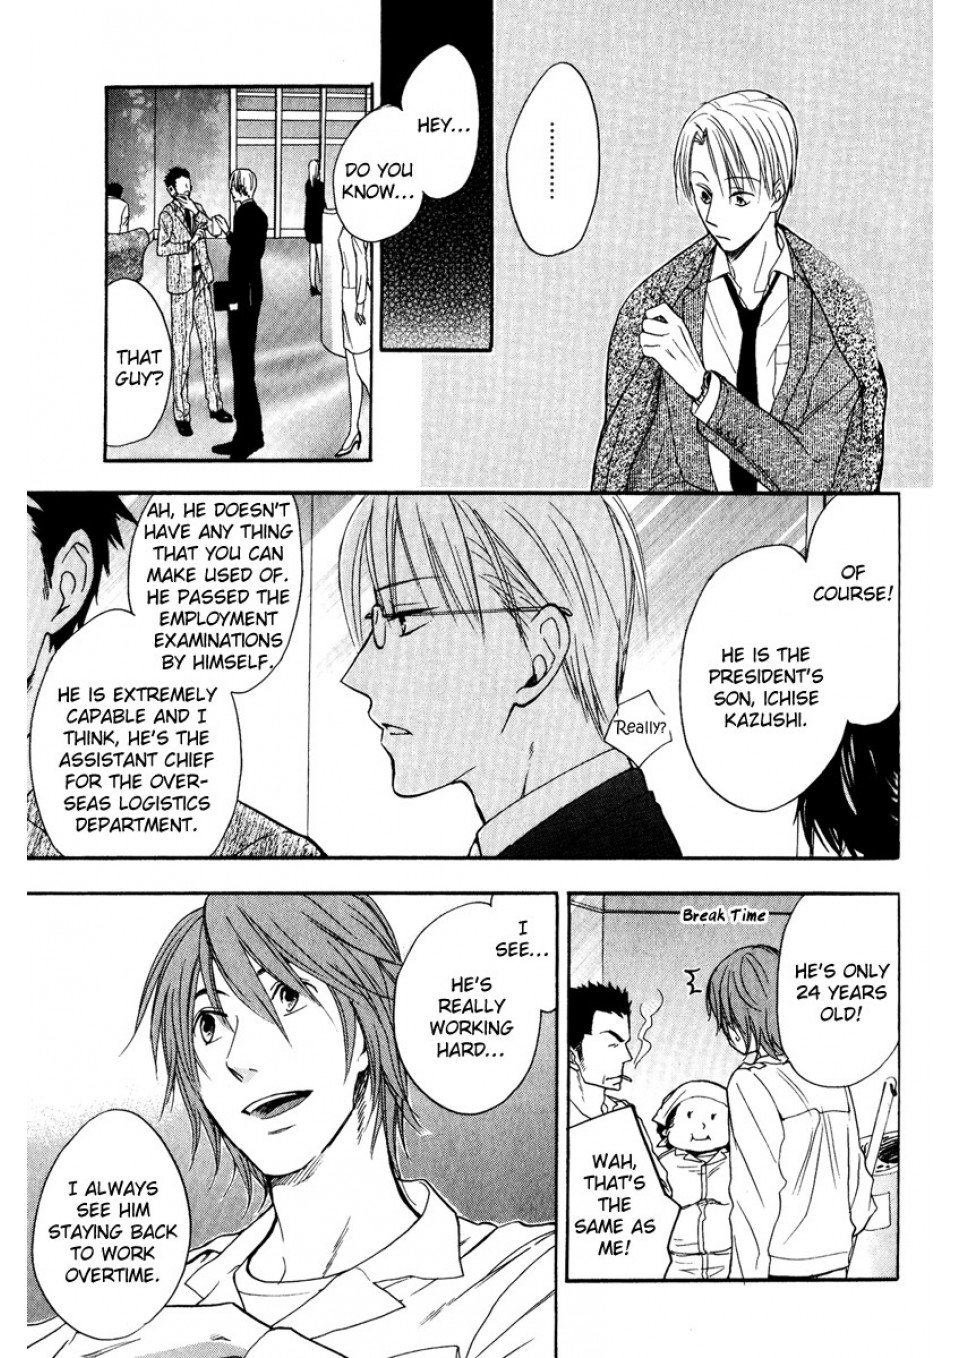 ..........
HEY...
DO YOU
KNOW...
THAT
GUY?
OF
COURSE!
HE IS THE
PRESIDENT'S
SON, ICHISE
KAZUSHI.
Really?
AH, HE DOESN'T
HAVE ANY THING
THAT YOU CAN
MAKE USED OF.
HE PASSED THE
EMPLOYMENT
EXAMINATIONS
BY HIMSELF.
HE IS EXTREMELY
CAPABLE AND I
THINK, HE'S THE
ASSISTANT CHIEF
FOR THE OVER-
SEAS LOGISTICS
DEPARTMENT.
Break Time
HE'S ONLY
24 YEARS
OLD!
WAH,
THAT'S
THE
SAME AS
ME!
I
SEE...
HE'S
REALLY
WORKING
HARD...
I ALWAYS
SEE HIM
STAYING BACK
TO WORK
OVERTIME.